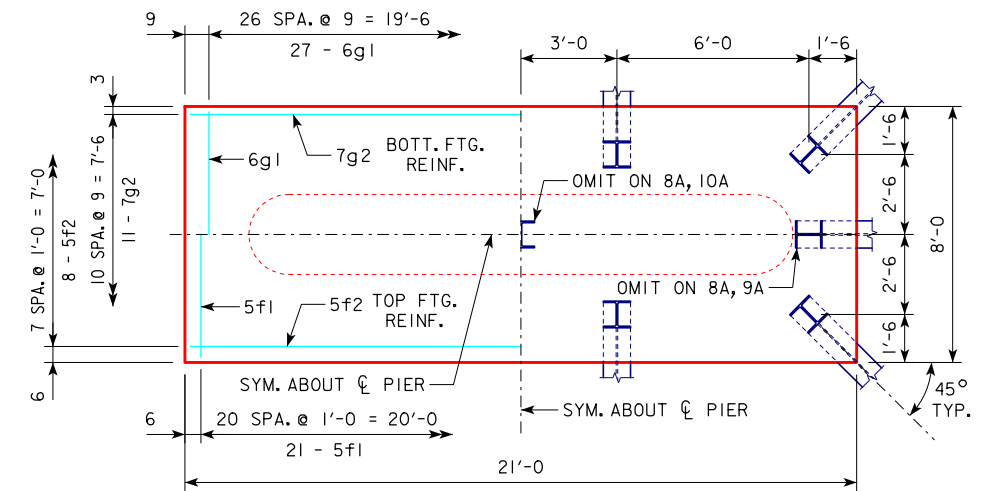 9
26 SPA. @ 9 = 19'-6
27 - 6g1
3'-0
6'-0
1'-6
3
6g1
7g2
BOTT. FTG.
REINF.
OMIT ON 8A, 10A
1'-6
2'-6
8'-0
2'-6
1'-6
7 SPA. @ 1'-0 = 7'-0
8 - 5f2
10 SPA. @ 9 = 7'-6
11 - 7g2
OMIT ON 8A, 9A
5f1
5f2
TOP FTG.
REINF.
6
SYM. ABOUT ℄ PIER
SYM. ABOUT ℄ PIER
45°
TYP.
6
20 SPA. @ 1'-0 = 20'-0
21 - 5f1
21'-0